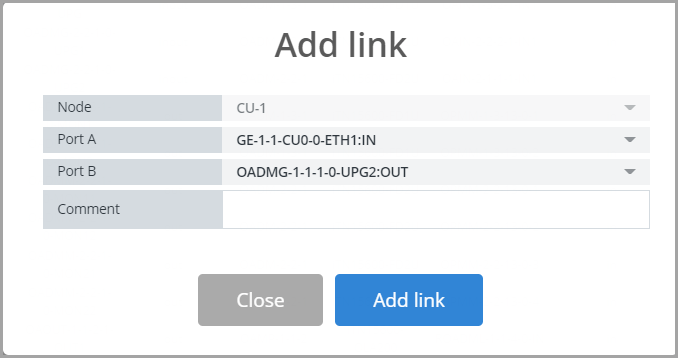 Add link
Node CU-1
Port A GE-1-1-CU0-0-ETH1:IN
Port B OADMG-1-1-1-0-UPG2:OUT
Comment
Close Add link